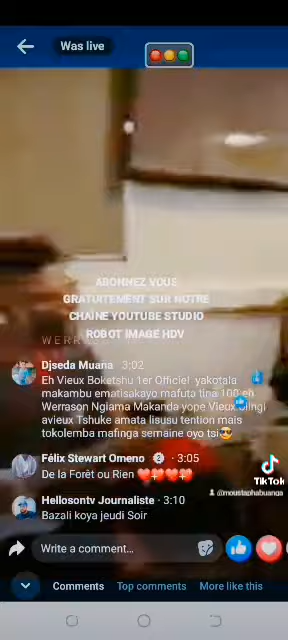 Was live
ABONNEZ VOUS
GRATUITEMENT SUR NOTRE
CHAINE YOUTUBE STUDIO
ROBOT IMAGE HDV
Djseda Muana 3:02
Eh Vieux Boketshu 1er Officiel yakotala
makambu ematisakayo mafuta tina 100 eh
Werrason Ngiama Makanda yope Vieux
avieux Tshuke amata lisusu tention mais
tokolemba mafinga semaine oyo tai😎
Félix Stewart Omeno 2 · 3:05
De la Forêt ou Rien ❤️❤️❤️❤️
Hellosontv Journaliste · 3:10
Bazali koya jeudi Soir
TikTok
@moustaphabuanga
Write a comment...
Comments Top comments More like this